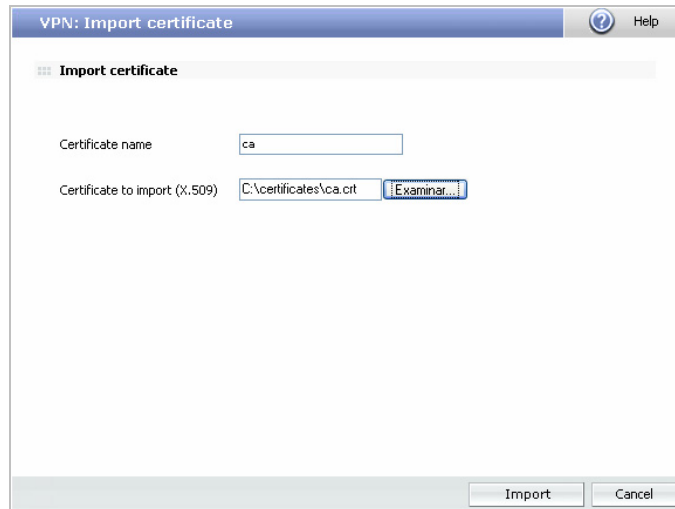 VPN: Import certificate
? Help
Import certificate
Certificate name ca
Certificate to import (X.509) C:\certificates\ca.crt Examinar...
Import Cancel